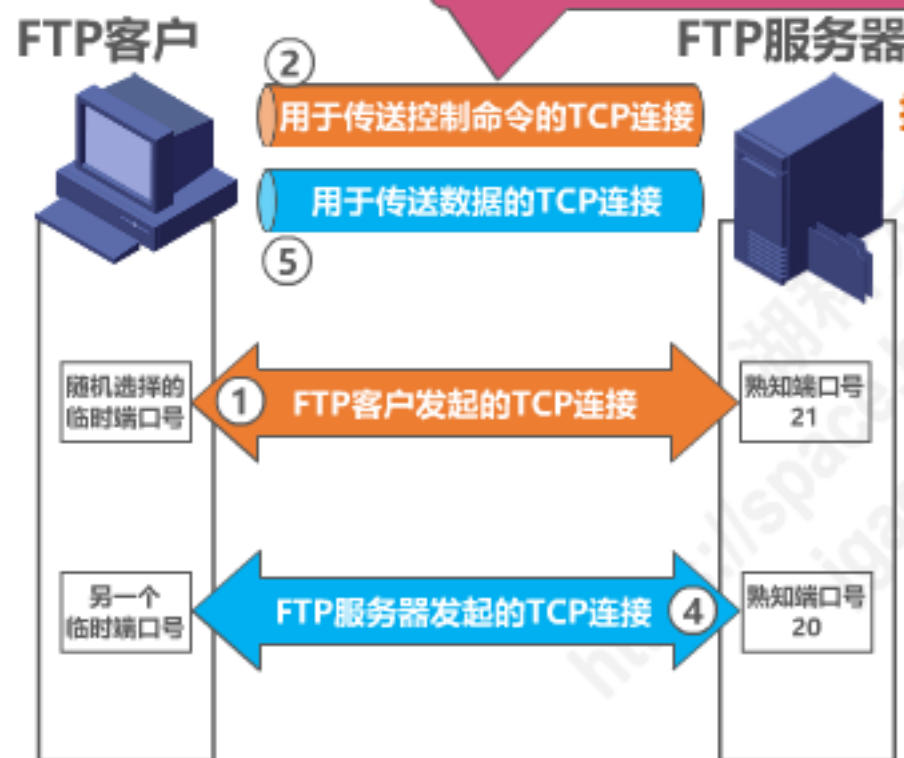 FTP客户
FTP服务器
②
用于传送控制命令的TCP连接
用于传送数据的TCP连接
⑤
随机选择的
临时端口号
①
FTP客户发起的TCP连接
熟知端口号
21
另一个
临时端口号
FTP服务器发起的TCP连接
④
熟知端口号
20